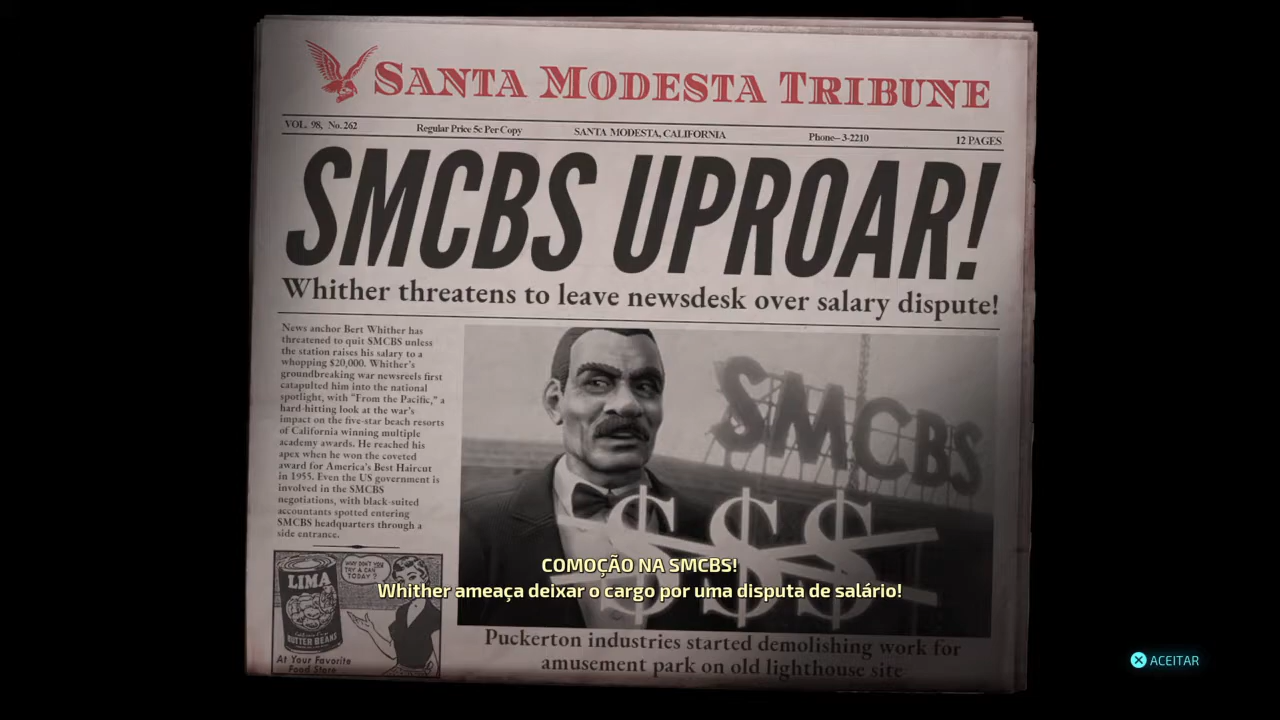 SANTA MODESTA TRIBUNE
VOL. 98, No. 262
Regular Price 5c Per Copy
SANTA MODESTA, CALIFORNIA
Phone–3-2210
12 PAGES
SMCBS UPROAR!
Whither threatens to leave newsdesk over salary dispute!
News anchor Bert Whither has
threatened to quit SMCBS unless
the station raises his salary to a
whopping $20,000. Whither's
groundbreaking war newsreels first
catapulted him into the national
spotlight, with "From the Pacific," a
hard-hitting look at the war's
impact on the five-star beach resorts
of California winning multiple
academy awards. He reached his
apex when he won the coveted
award for America's Best Haircut
in 1955. Even the US government is
involved in the SMCBS
negotiations, with black-suited
accountants spotted entering
SMCBS headquarters through a
side entrance.
SMCBS
$$$
LIMA
BUTTER BEANS
WHY DON'T YOU
TRY A CAN
TODAY?
At Your Favorite
Food Store
COMOÇÃO NA SMCBS!
Whither ameaça deixar o cargo por uma disputa de salário!
Puckerton industries started demolishing work for
amusement park on old lighthouse site
ACEITAR